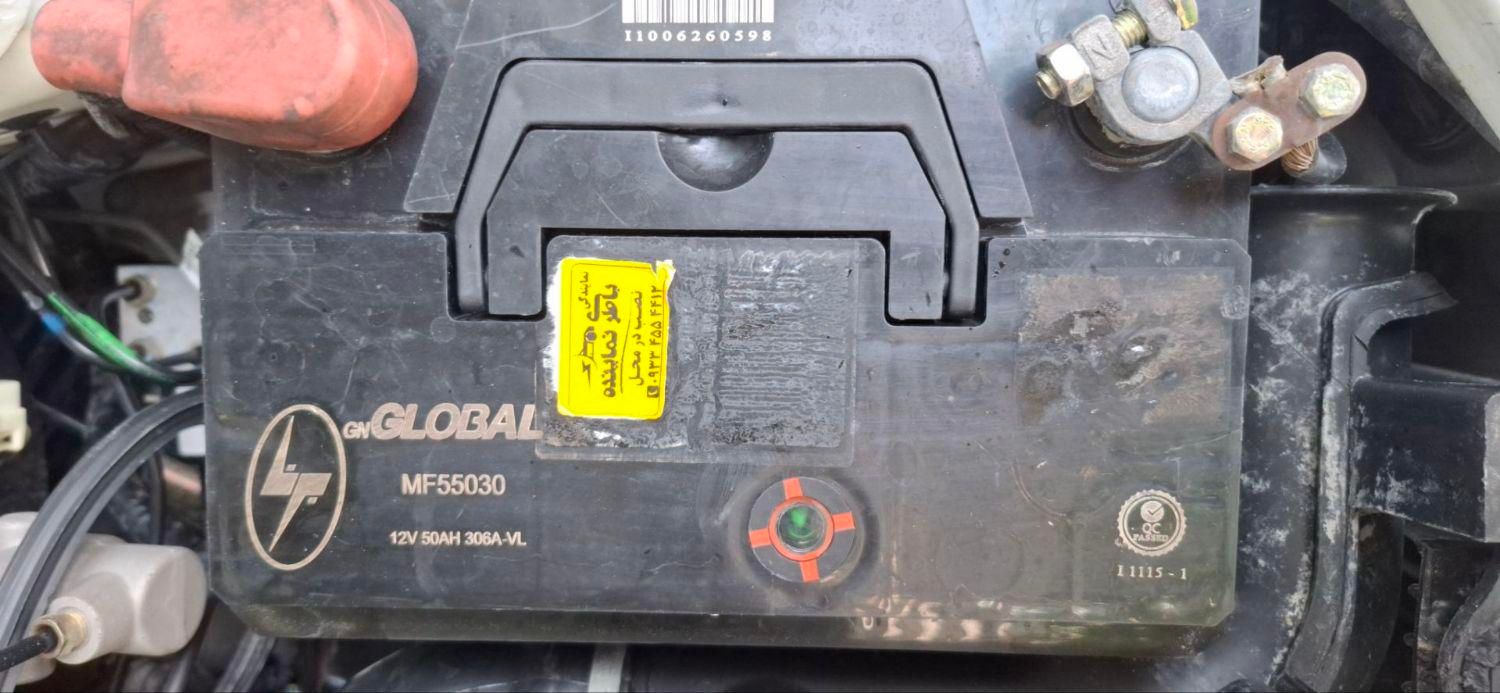 I1006260598
نمایندگی
باطری نماینده
نصب در محل
۰۹۳۳ ۴۵۵ ۴۴۱۲
GN GLOBAL
MF55030
12V 50AH 306A-VL
QC
PASSED
I 1115 - 1